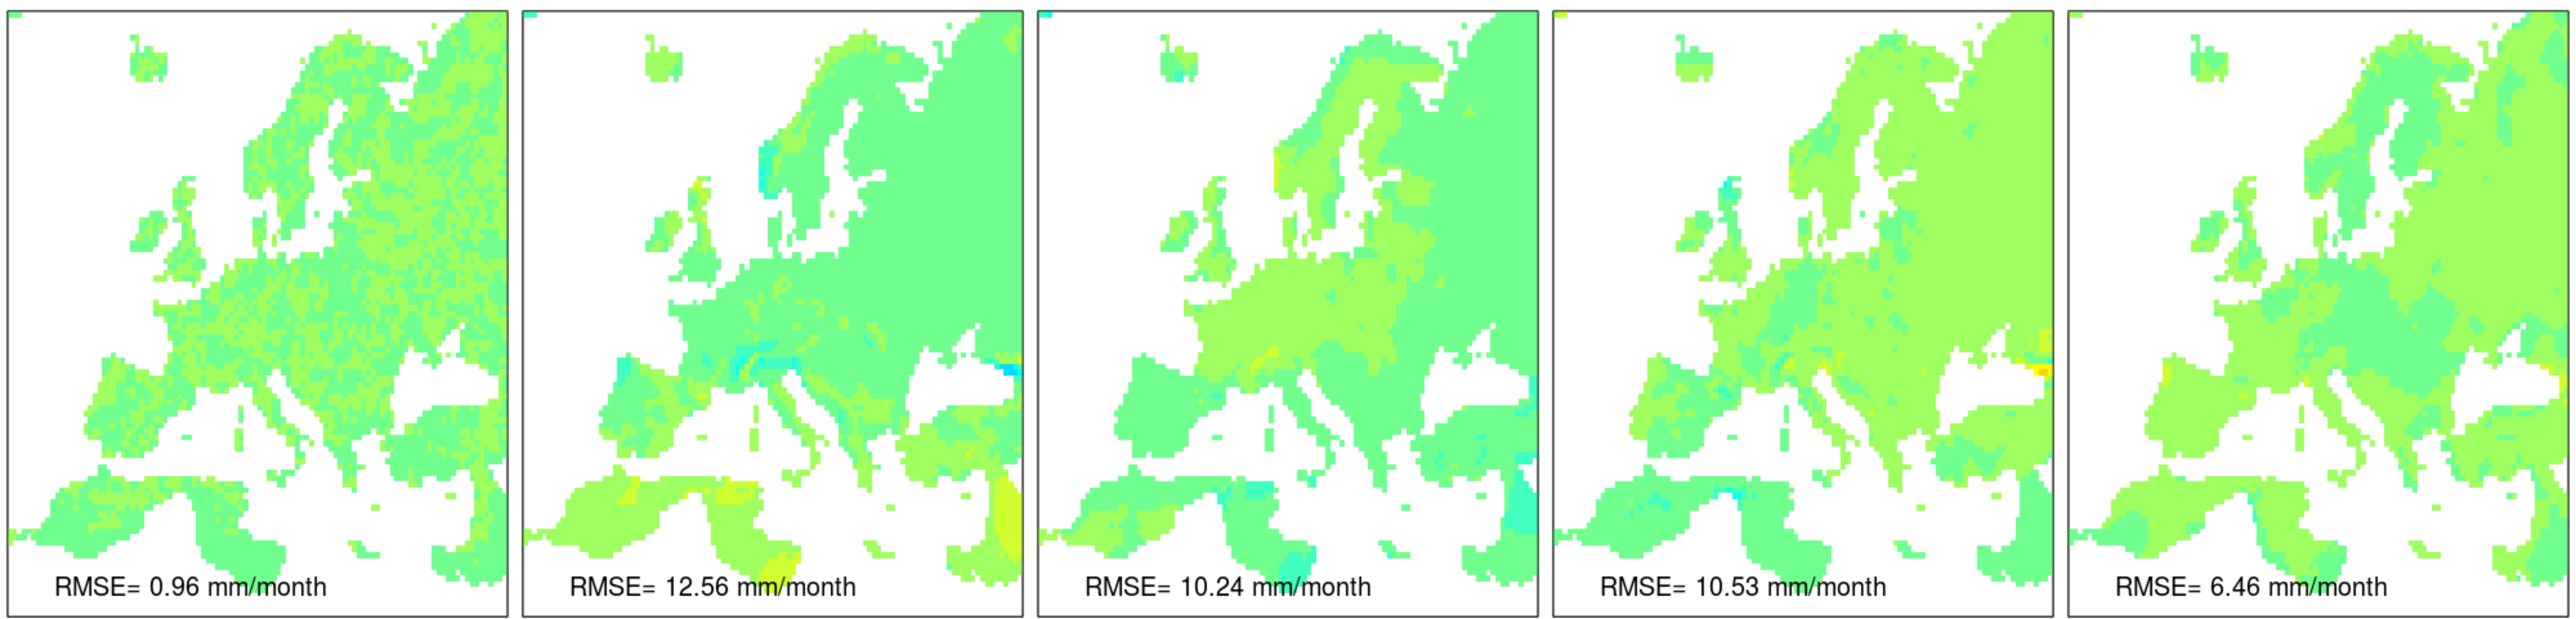 RMSE= 0.96 mm/month
RMSE= 12.56 mm/month
RMSE= 10.24 mm/month
RMSE= 10.53 mm/month
RMSE= 6.46 mm/month